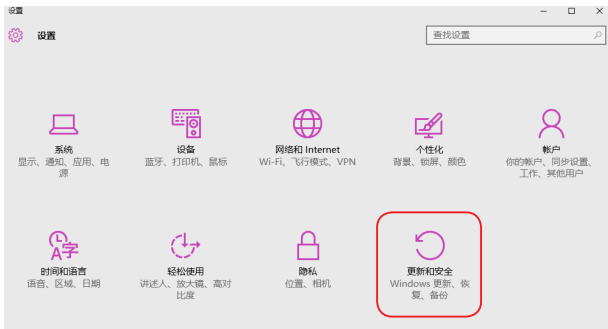 设置
设置
查找设置
系统
显示、通知、应用、电
源
设备
蓝牙、打印机、鼠标
网络和 Internet
Wi-Fi、飞行模式、VPN
个性化
背景、锁屏、颜色
帐户
你的帐户、同步设置、
工作、其他用户
时间和语言
语音、区域、日期
轻松使用
讲述人、放大镜、高对
比度
隐私
位置、相机
更新和安全
Windows 更新、恢
复、备份